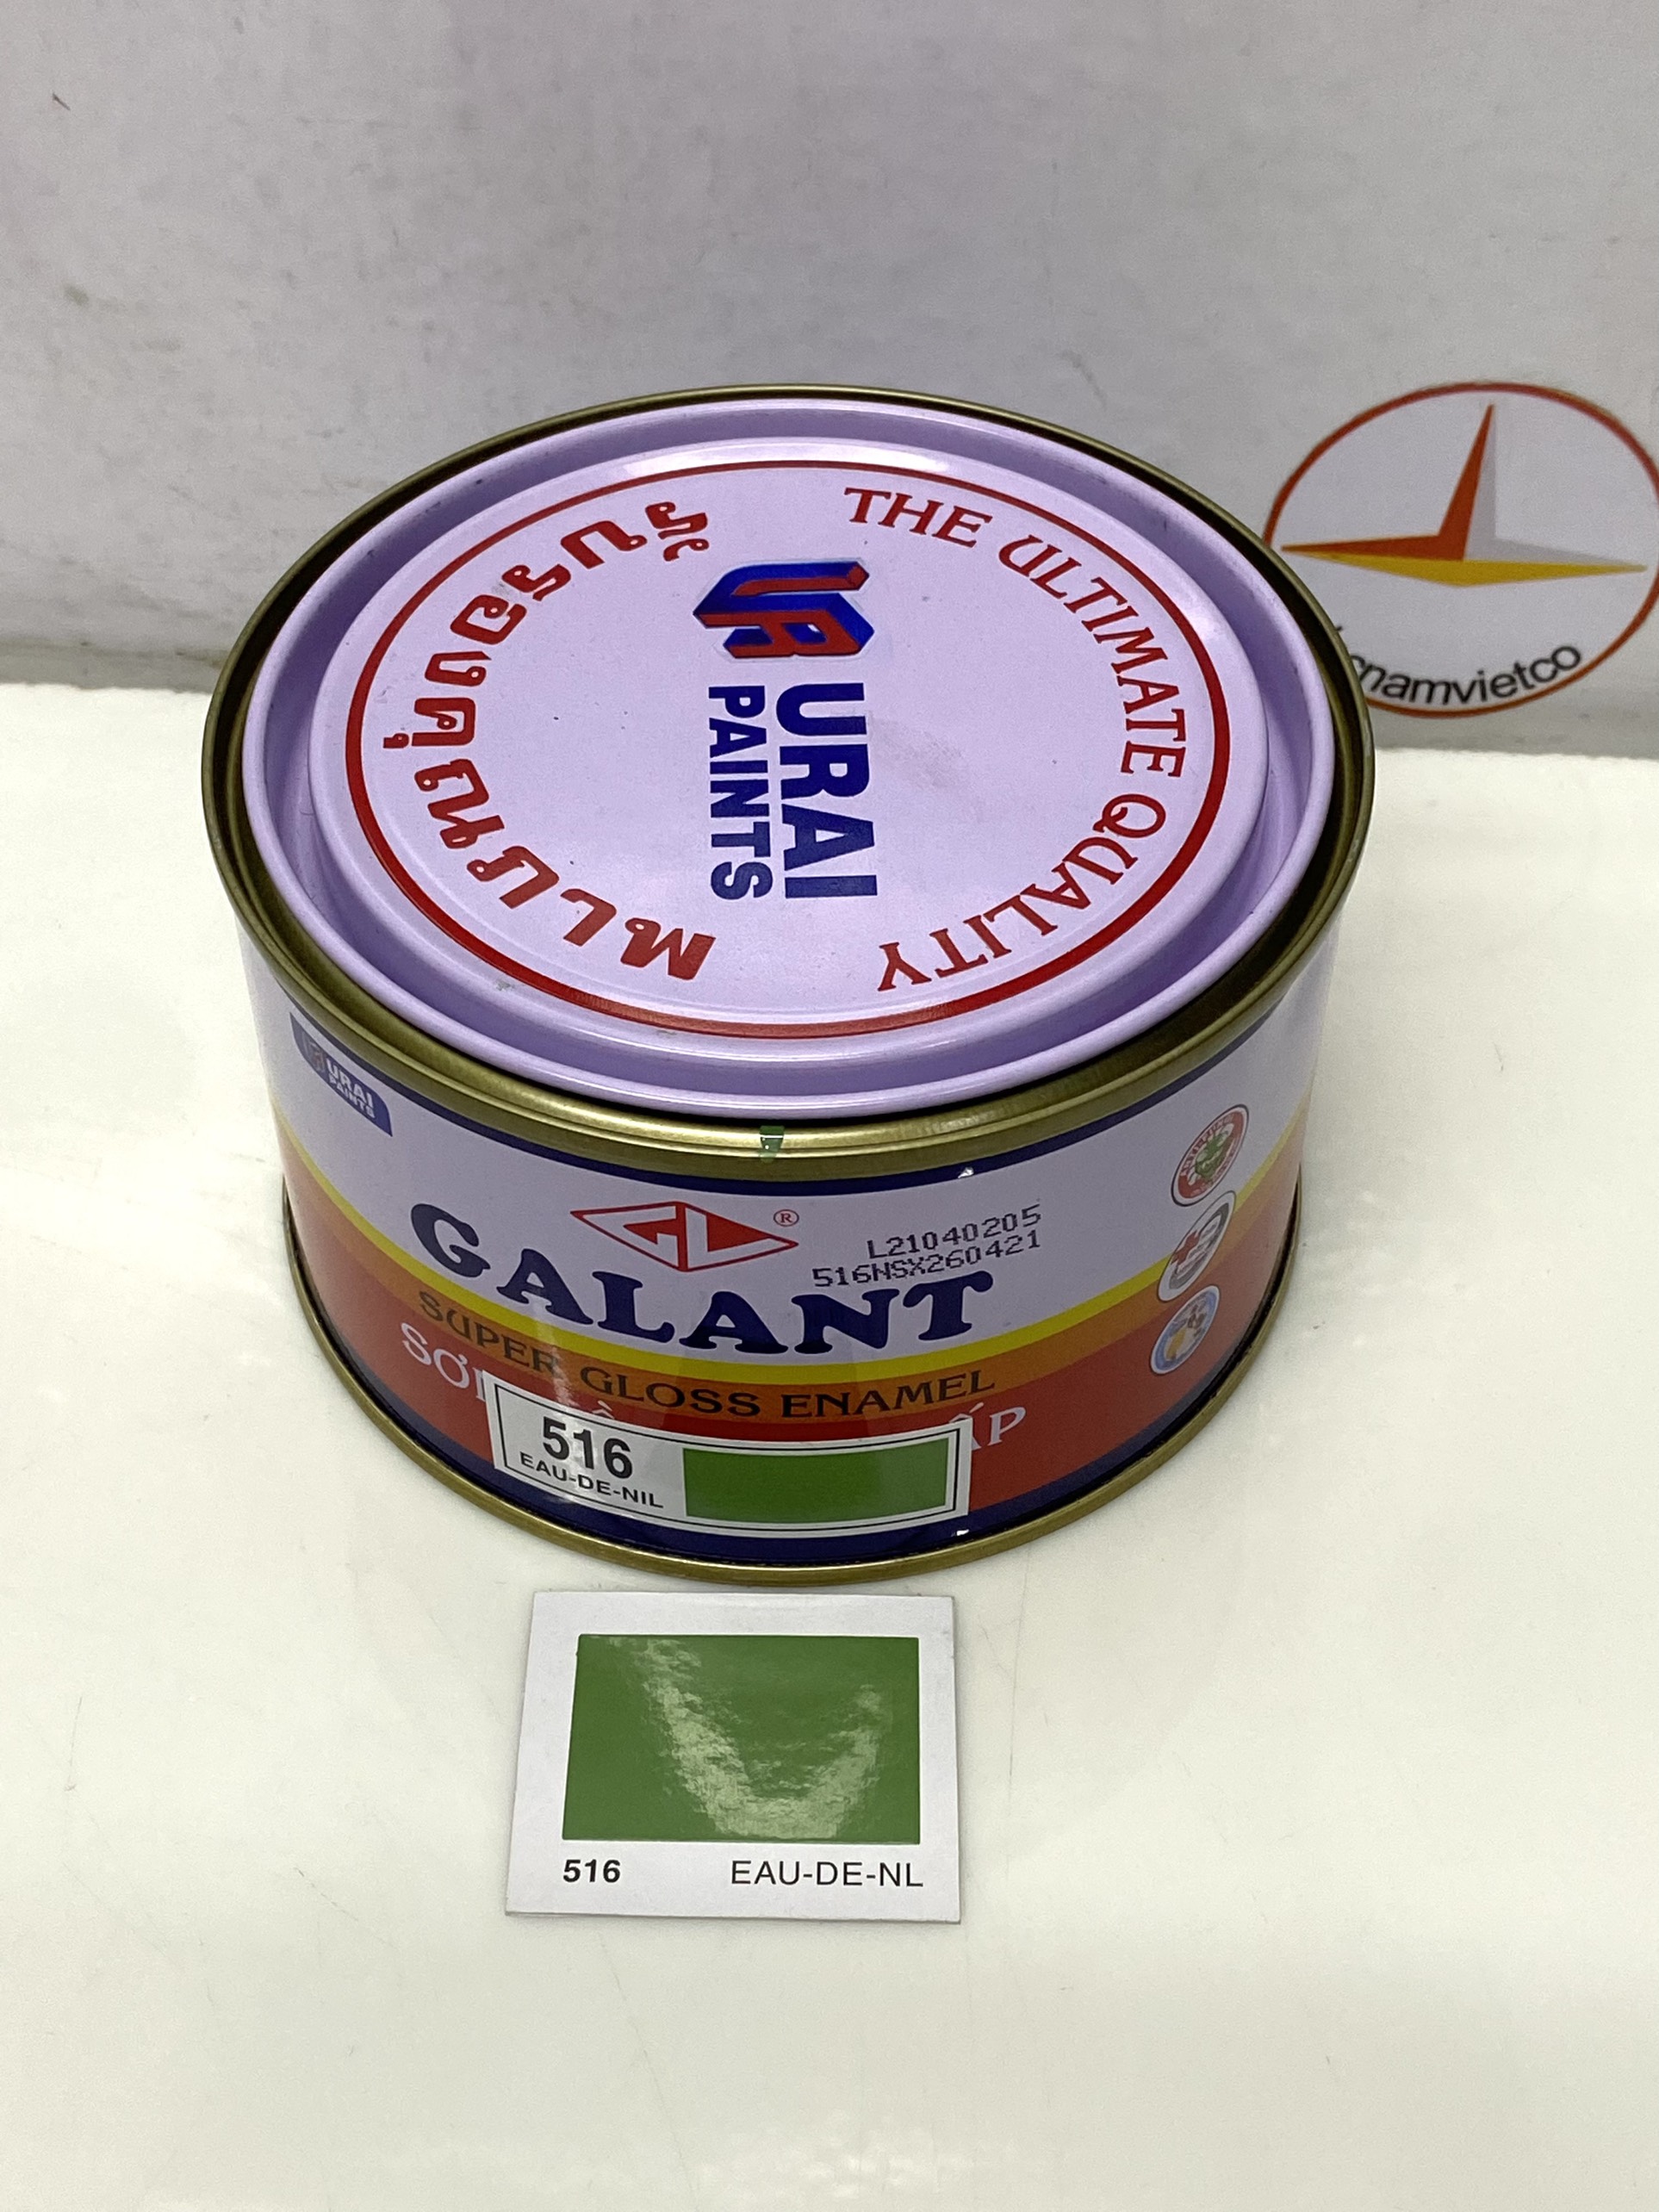 THE ULTIMATE QUALITY
URAI
PAINTS
URAI
PAINTS
GL ®
L21040205
516NSX260421
GALANT
SUPER GLOSS ENAMEL
516
EAU-DE-NIL
516 EAU-DE-NL